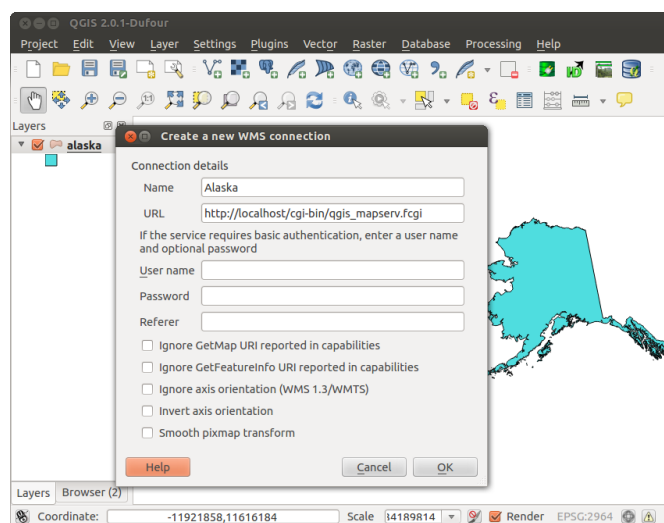 QGIS 2.0.1-Dufour
Project Edit View Layer Settings Plugins Vector Raster Database Processing Help
Layers
alaska
Create a new WMS connection
Connection details
Name Alaska
URL http://localhost/cgi-bin/qgis_mapserv.fcgi
If the service requires basic authentication, enter a user name
and optional password
User name
Password
Referer
Ignore GetMap URI reported in capabilities
Ignore GetFeatureInfo URI reported in capabilities
Ignore axis orientation (WMS 1.3/WMTS)
Invert axis orientation
Smooth pixmap transform
Help Cancel OK
Layers Browser (2)
Coordinate: -11921858,11616184 Scale 34189814 Render EPSG:2964